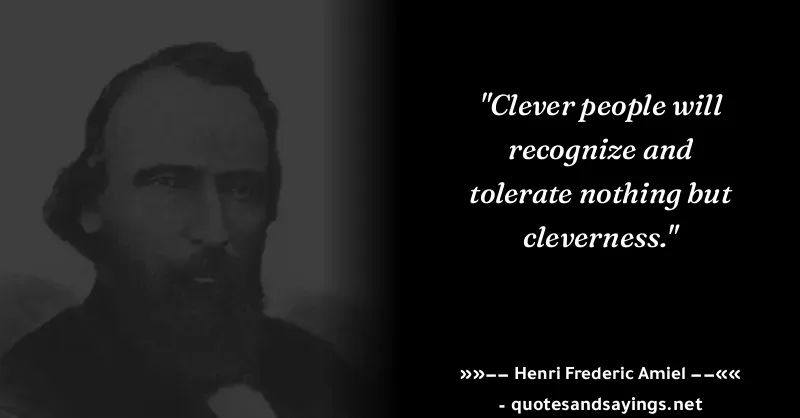 "Clever people will
recognize and
tolerate nothing but
cleverness."
»»−− Henri Frederic Amiel −−««
- quotesandsayings.net